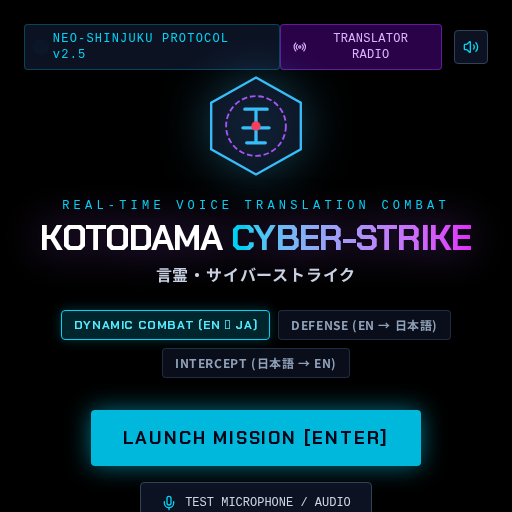 NEO-SHINJUKU PROTOCOL
v2.5
TRANSLATOR
RADIO
REAL-TIME VOICE TRANSLATION COMBAT
KOTODAMA CYBER-STRIKE
言霊・サイバーストライク
DYNAMIC COMBAT (EN JA)
DEFENSE (EN → 日本語)
INTERCEPT (日本語 → EN)
LAUNCH MISSION [ENTER]
TEST MICROPHONE / AUDIO